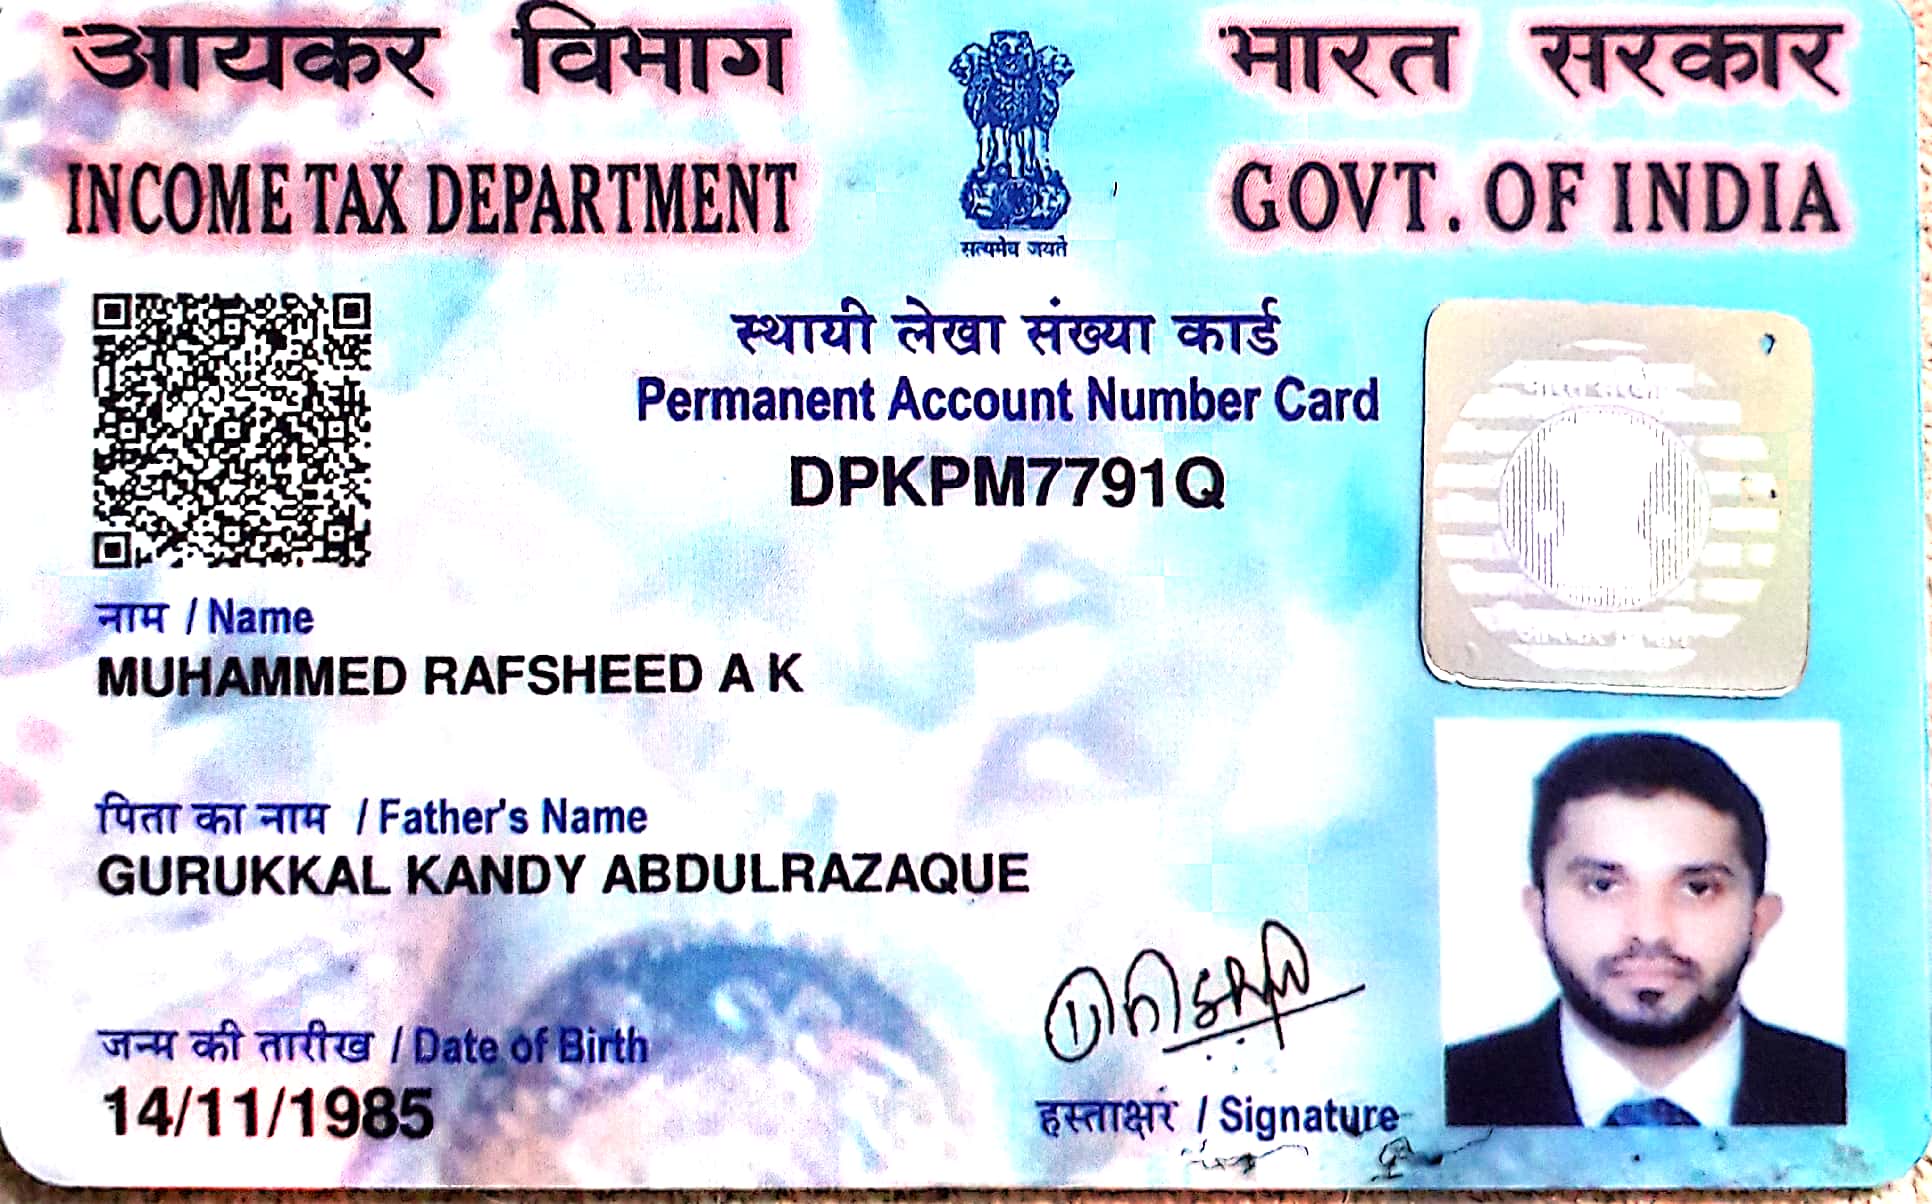 आयकर विभाग
INCOME TAX DEPARTMENT
भारत सरकार
GOVT. OF INDIA
सत्यमेव जयते
स्थायी लेखा संख्या कार्ड
Permanent Account Number Card
DPKPM7791Q
नाम / Name
MUHAMMED RAFSHEED A K
पिता का नाम / Father's Name
GURUKKAL KANDY ABDULRAZAQUE
जन्म की तारीख / Date of Birth
14/11/1985
हस्ताक्षर / Signature